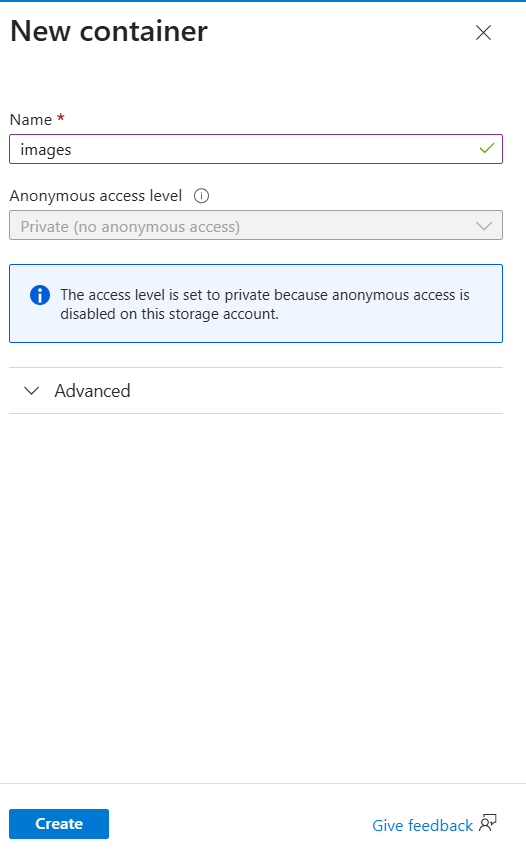 New container
Name *
images
Anonymous access level
Private (no anonymous access)
The access level is set to private because anonymous access is
disabled on this storage account.
Advanced
Create
Give feedback